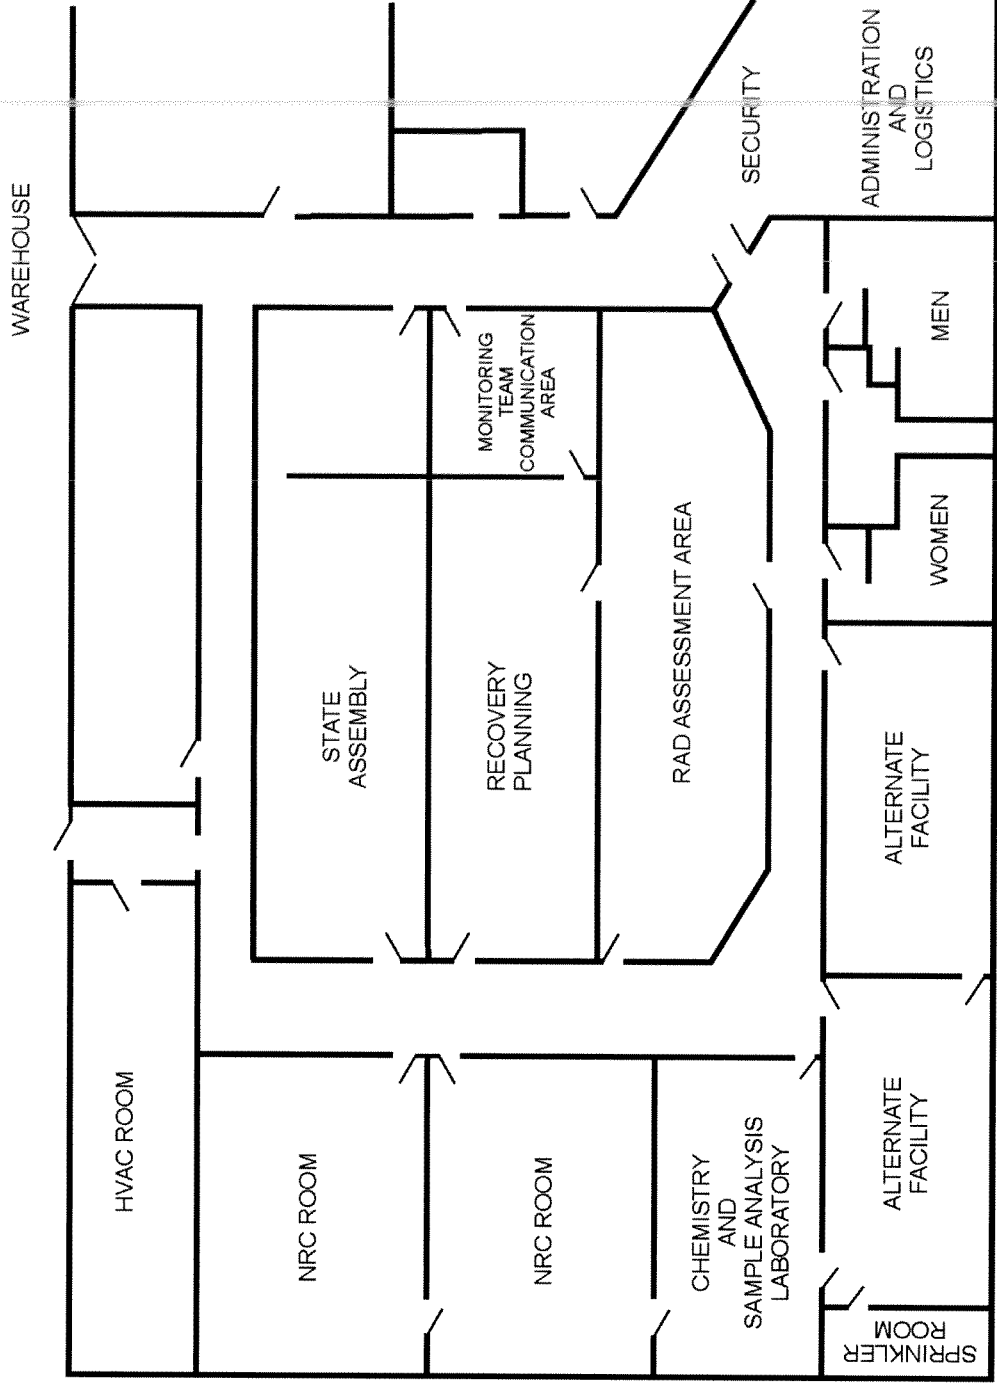 WAREHOUSE
HVAC ROOM
NRC ROOM
STATE
ASSEMBLY
NRC ROOM
RECOVERY
PLANNING
MONITORING
TEAM
COMMUNICATION
AREA
CHEMISTRY
AND
SAMPLE ANALYSIS
LABORATORY
RAD ASSESSMENT AREA
SECURITY
SPRINKLER
ROOM
ALTERNATE
FACILITY
ALTERNATE
FACILITY
WOMEN
MEN
ADMINISTRATION
AND
LOGISTICS